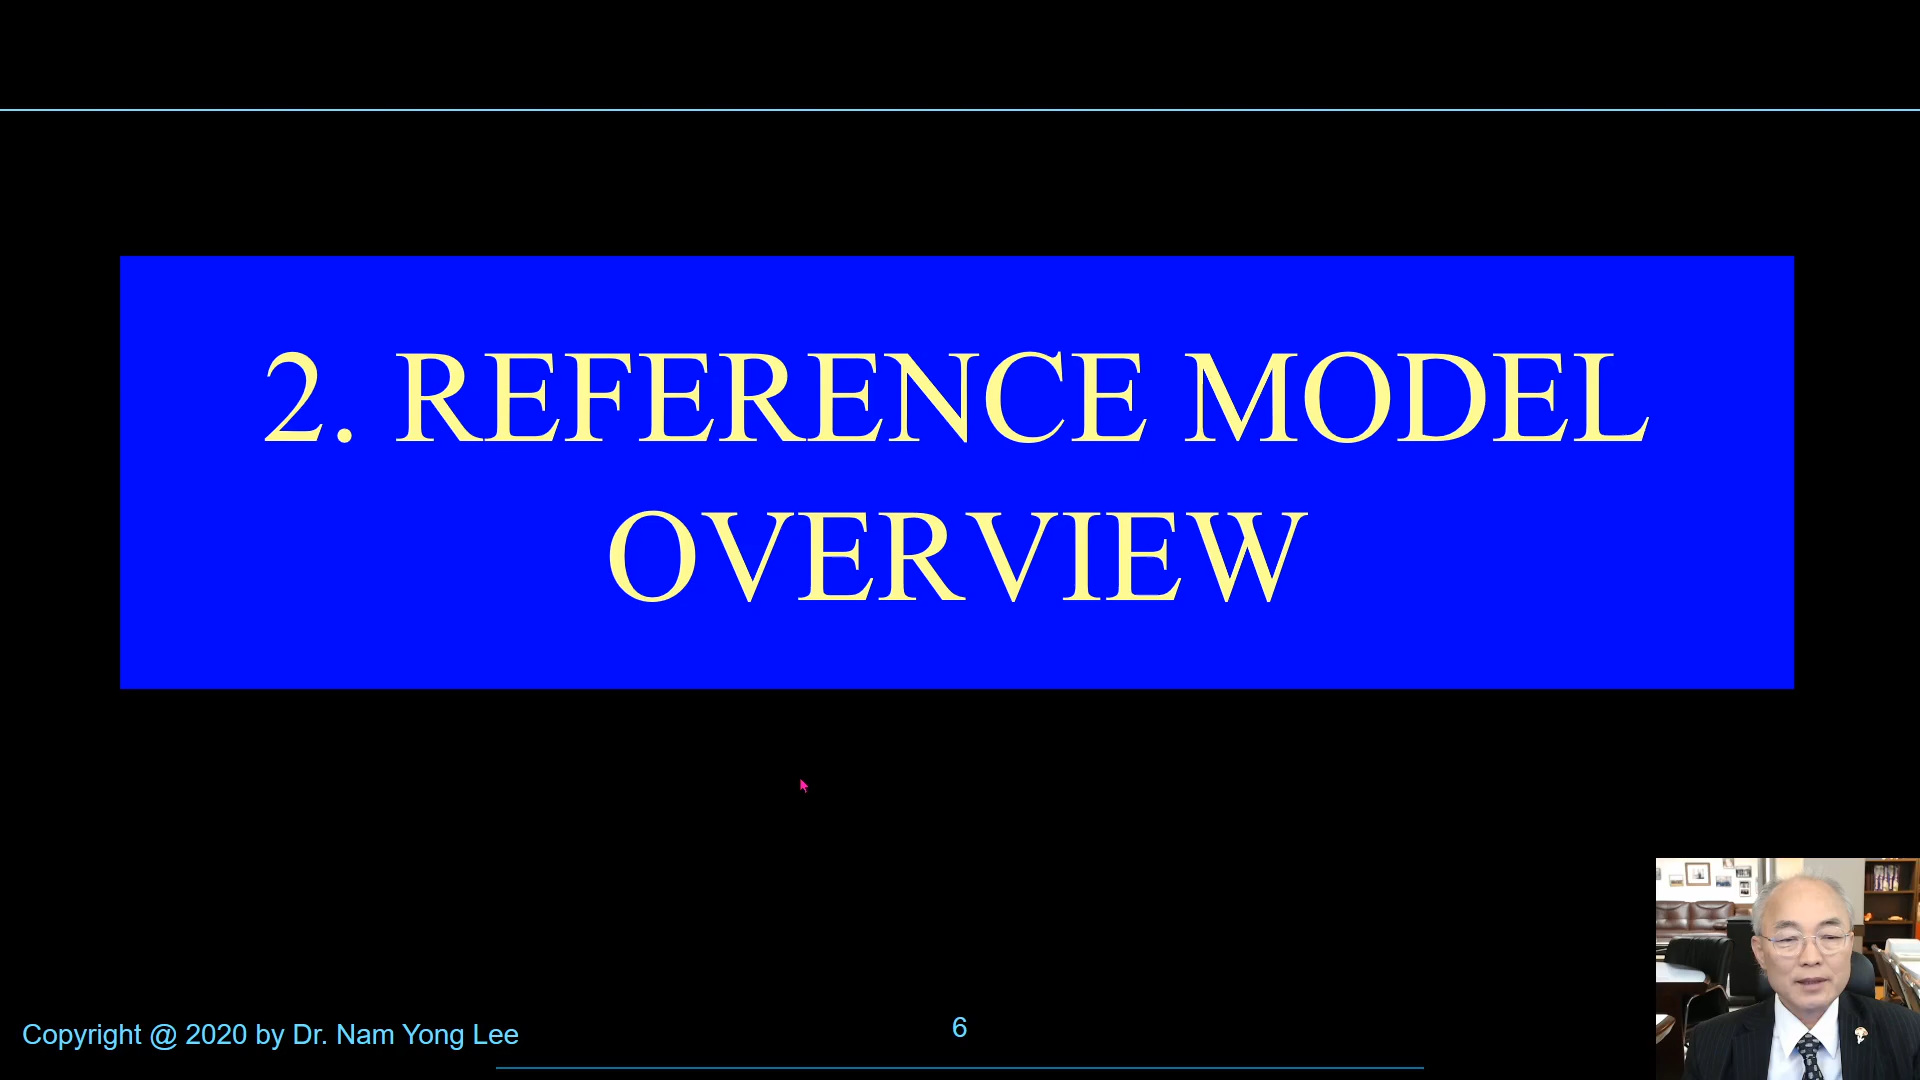 2. REFERENCE MODEL
OVERVIEW
Copyright @ 2020 by Dr. Nam Yong Lee
6